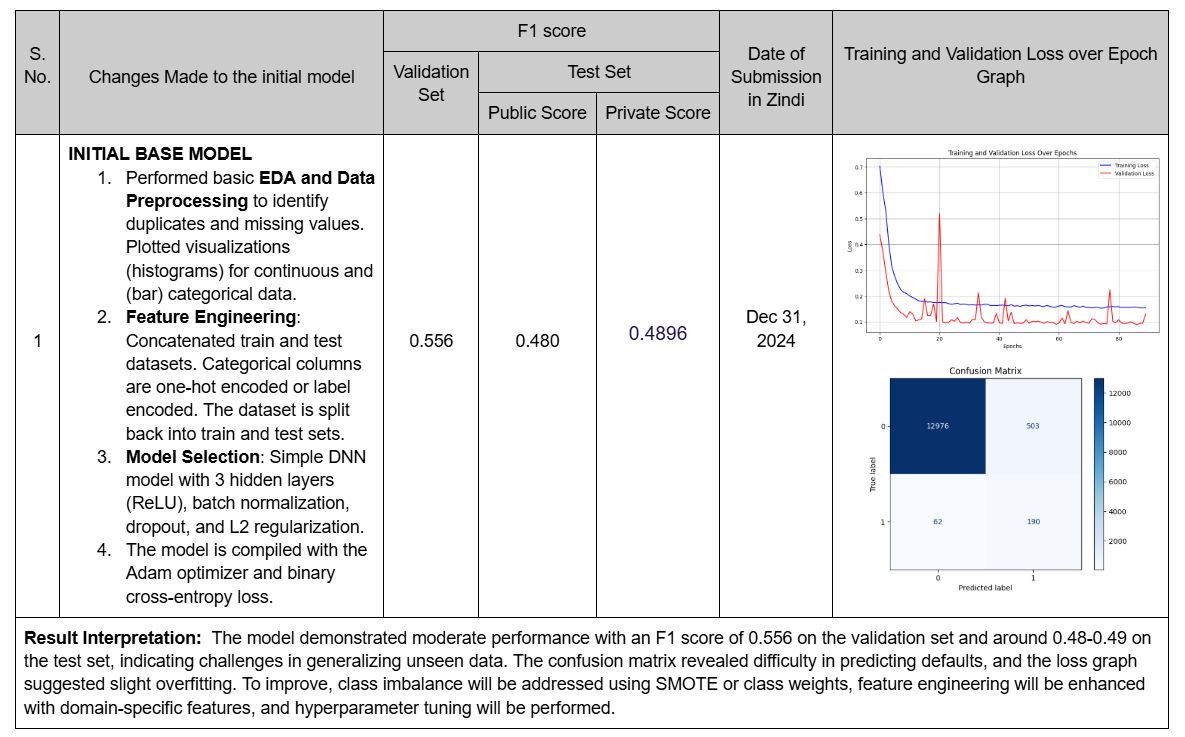 S. No.
Changes Made to the initial model
F1 score
Validation Set
Test Set
Public Score
Private Score
Date of Submission in Zindi
Training and Validation Loss over Epoch Graph
1
INITIAL BASE MODEL
1. Performed basic EDA and Data
Preprocessing to identify
duplicates and missing values.
Plotted visualizations
(histograms) for continuous and
(bar) categorical data.
2. Feature Engineering:
Concatenated train and test
datasets. Categorical columns
are one-hot encoded or label
encoded. The dataset is split
back into train and test sets.
3. Model Selection: Simple DNN
model with 3 hidden layers
(ReLU), batch normalization,
dropout, and L2 regularization.
4. The model is compiled with the
Adam optimizer and binary
cross-entropy loss.
0.556
0.480
0.4896
Dec 31,
2024
Training and Validation Loss Over Epochs
Training Loss
Validation Loss
0.7
0.6
0.5
0.4
0.3
0.2
0.1
Loss
0 20 40 60 80
Epochs
Confusion Matrix
12976 503
62 190
True label
0
1
0 1
Predicted label
12000
10000
8000
6000
4000
2000
Result Interpretation: The model demonstrated moderate performance with an F1 score of 0.556 on the validation set and around 0.48-0.49 on
the test set, indicating challenges in generalizing unseen data. The confusion matrix revealed difficulty in predicting defaults, and the loss graph
suggested slight overfitting. To improve, class imbalance will be addressed using SMOTE or class weights, feature engineering will be enhanced
with domain-specific features, and hyperparameter tuning will be performed.